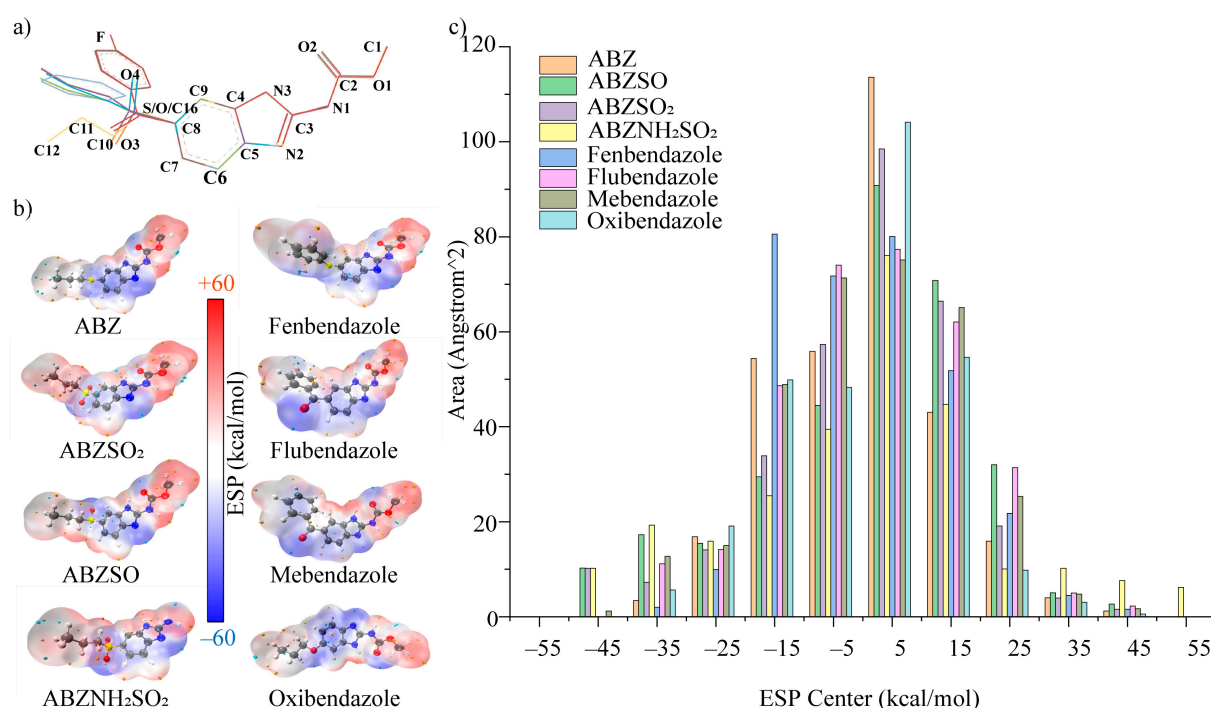 a)
F
O4
C9
S/O/C16
C8
C11
C12
C10
O3
C7
C6
C5
C4
N3
C3
N2
N1
O2
C1
C2
O1
b)
ABZ
Fenbendazole
ABZSO₂
Flubendazole
ABZSO
Mebendazole
ABZNH₂SO₂
Oxibendazole
+60
ESP (kcal/mol)
–60
c)
ABZ
ABZSO
ABZSO₂
ABZNH₂SO₂
Fenbendazole
Flubendazole
Mebendazole
Oxibendazole
Area (Angstrom^2)
120
100
80
60
40
20
0
–55 –45 –35 –25 –15 –5 5 15 25 35 45 55
ESP Center (kcal/mol)